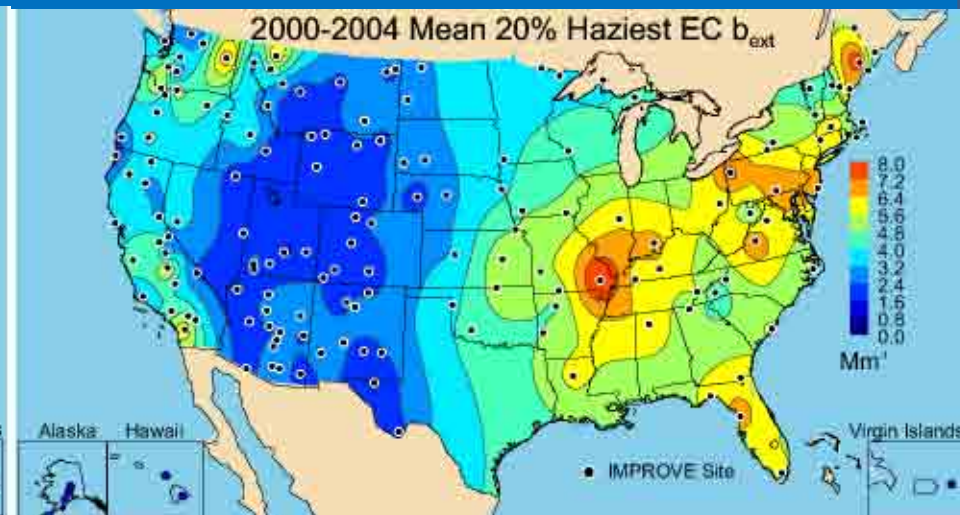 2000-2004 Mean 20% Haziest EC bext
8.0
7.2
6.4
5.6
4.8
4.0
3.2
2.4
1.6
0.8
0.0
Mm-1
Alaska
Hawaii
IMPROVE Site
Virgin Islands